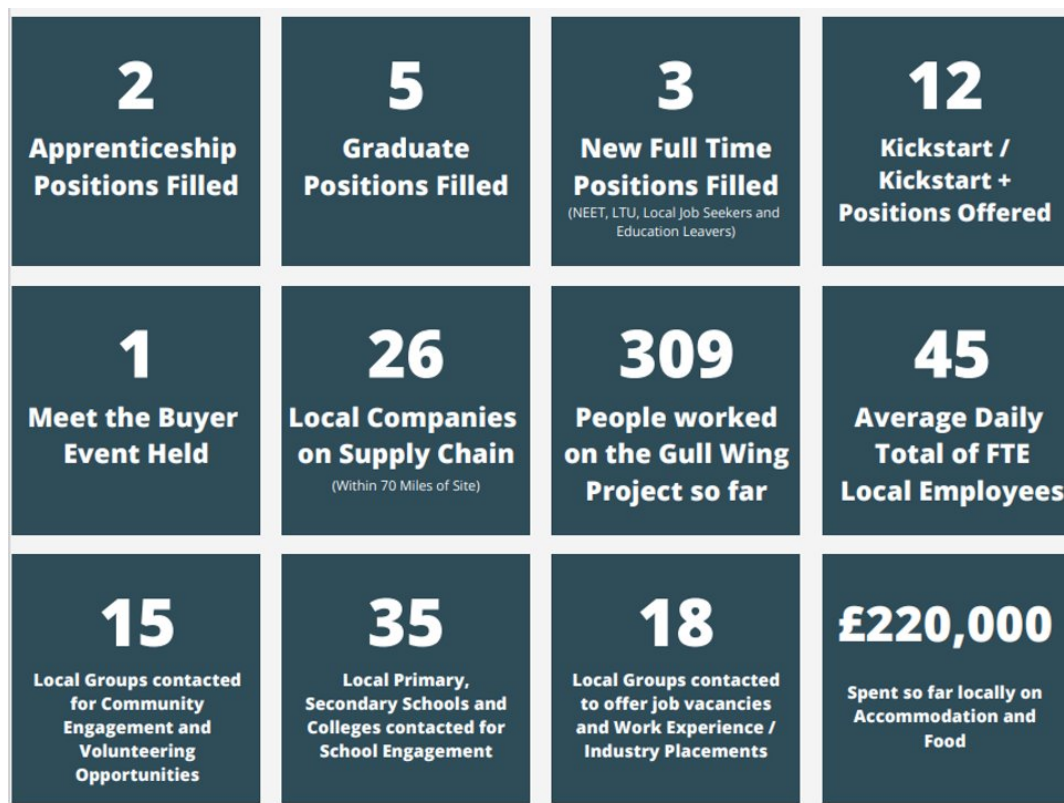 2
Apprenticeship
Positions Filled
5
Graduate
Positions Filled
3
New Full Time
Positions Filled
(NEET, LTU, Local Job Seekers and
Education Leavers)
12
Kickstart /
Kickstart +
Positions Offered
1
Meet the Buyer
Event Held
26
Local Companies
on Supply Chain
(Within 70 Miles of Site)
309
People worked
on the Gull Wing
Project so far
45
Average Daily
Total of FTE
Local Employees
15
Local Groups contacted
for Community
Engagement and
Volunteering
Opportunities
35
Local Primary,
Secondary Schools and
Colleges contacted for
School Engagement
18
Local Groups contacted
to offer job vacancies
and Work Experience /
Industry Placements
£220,000
Spent so far locally on
Accommodation and
Food